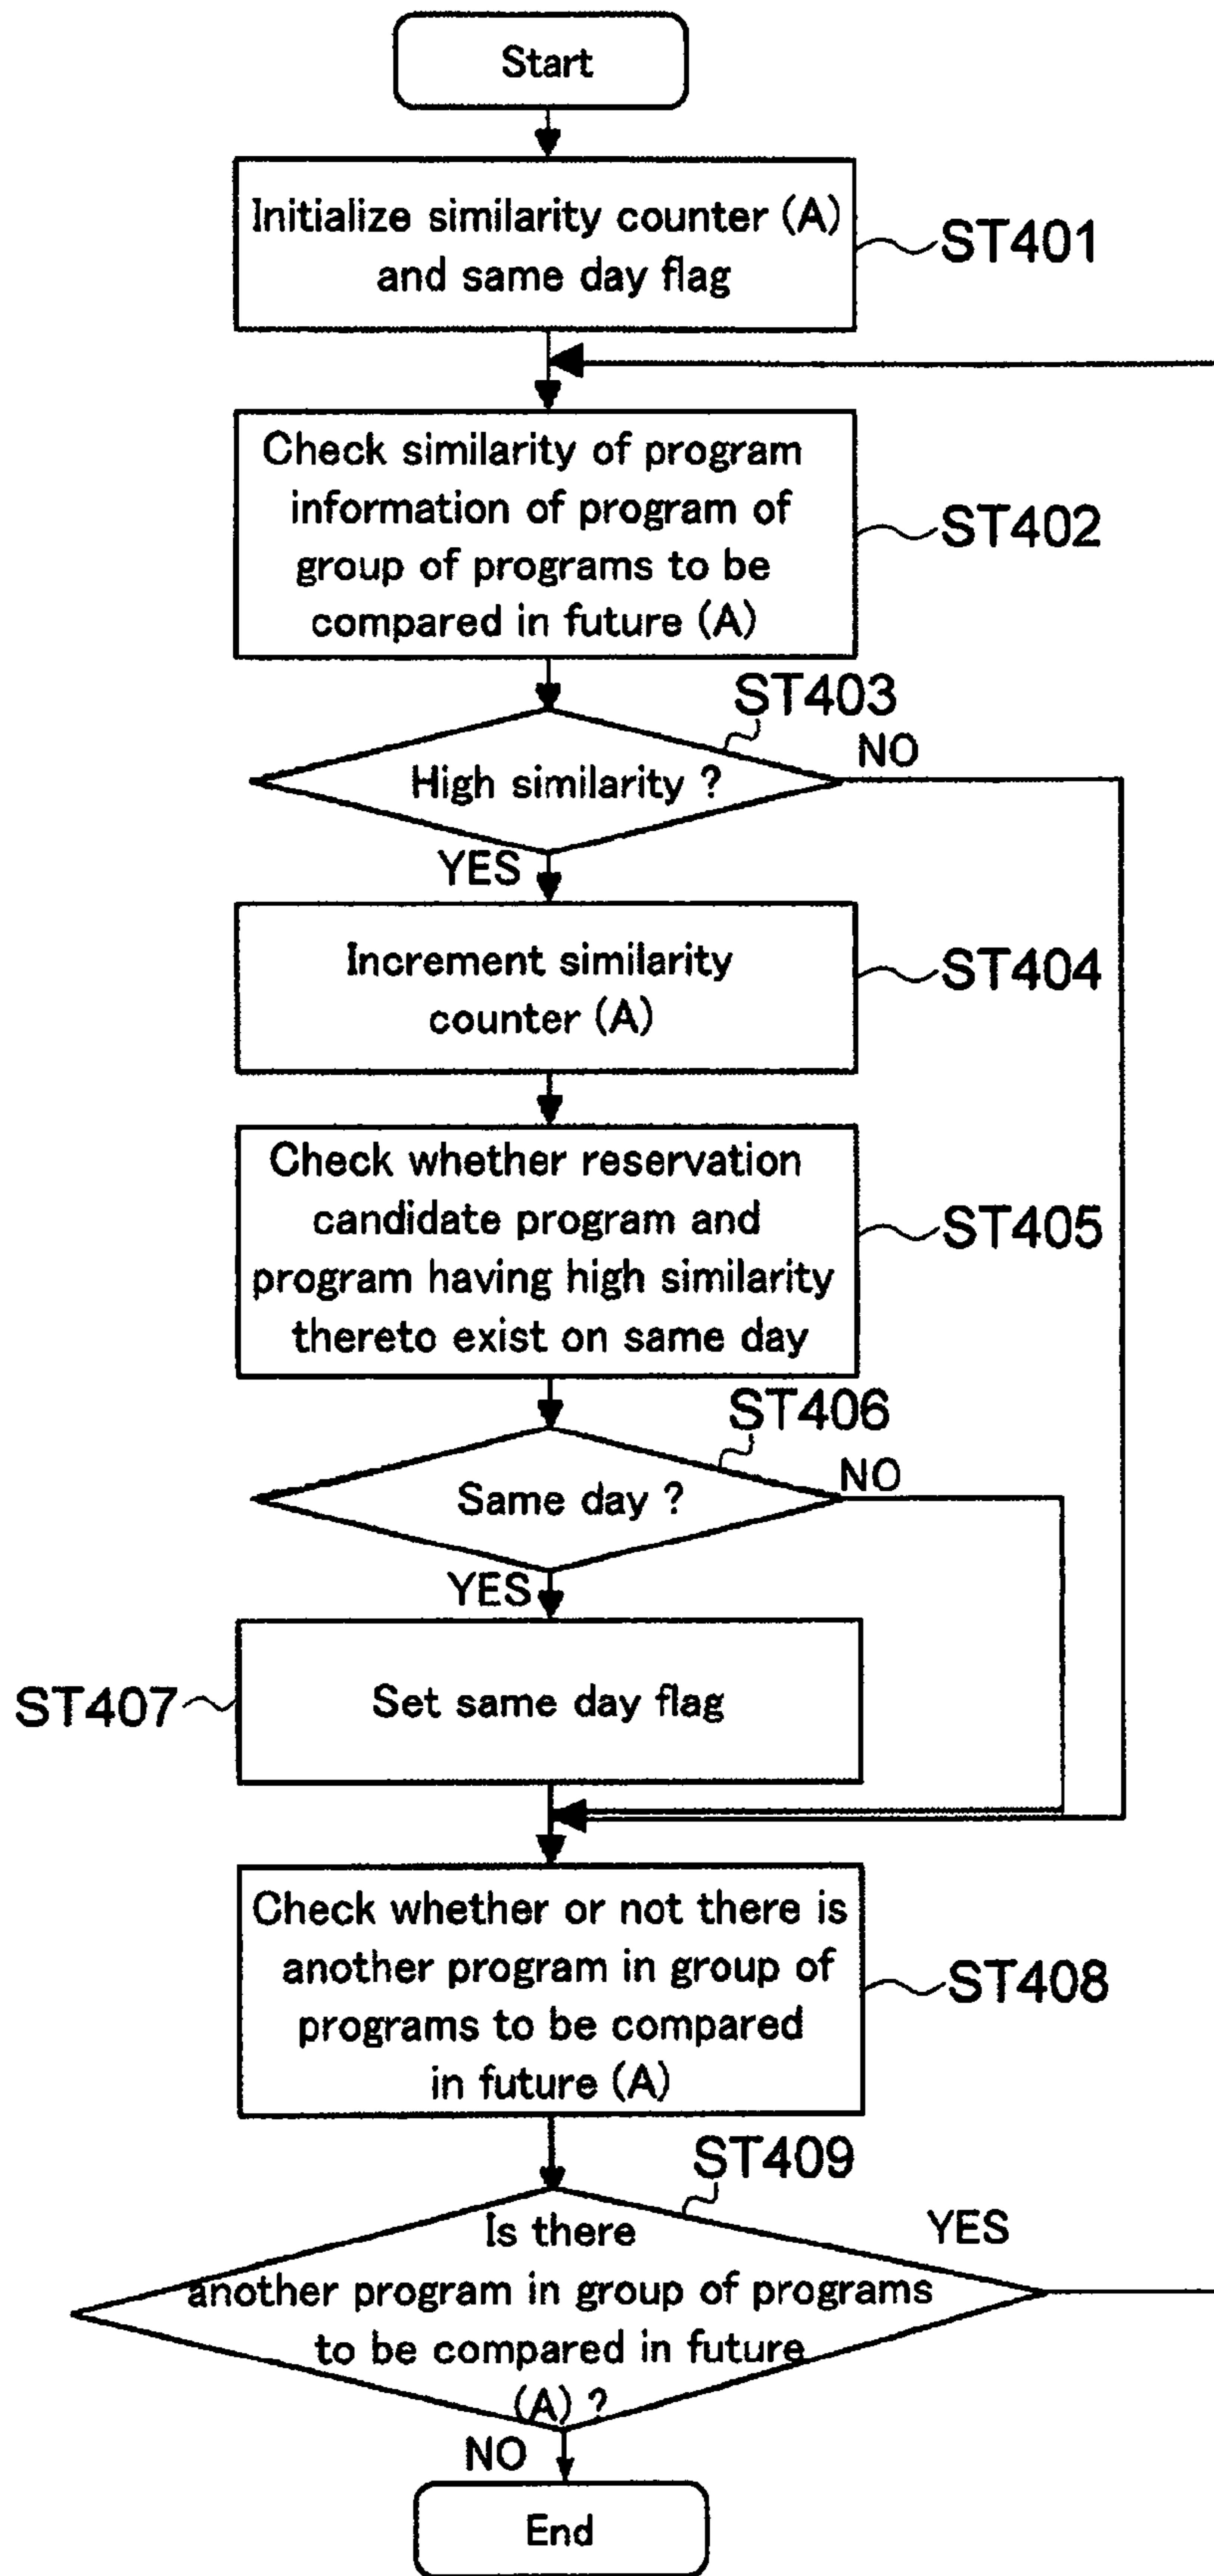 Start
Initialize similarity counter (A)
and same day flag
ST401
Check similarity of program
information of program of
group of programs to be
compared in future (A)
ST402
ST403
High similarity ?
NO
YES
Increment similarity
counter (A)
ST404
Check whether reservation
candidate program and
program having high similarity
thereto exist on same day
ST405
ST406
Same day ?
NO
YES
ST407
Set same day flag
Check whether or not there is
another program in group of
programs to be compared
in future (A)
ST408
ST409
Is there
another program in group of programs
to be compared in future
(A) ?
YES
NO
End